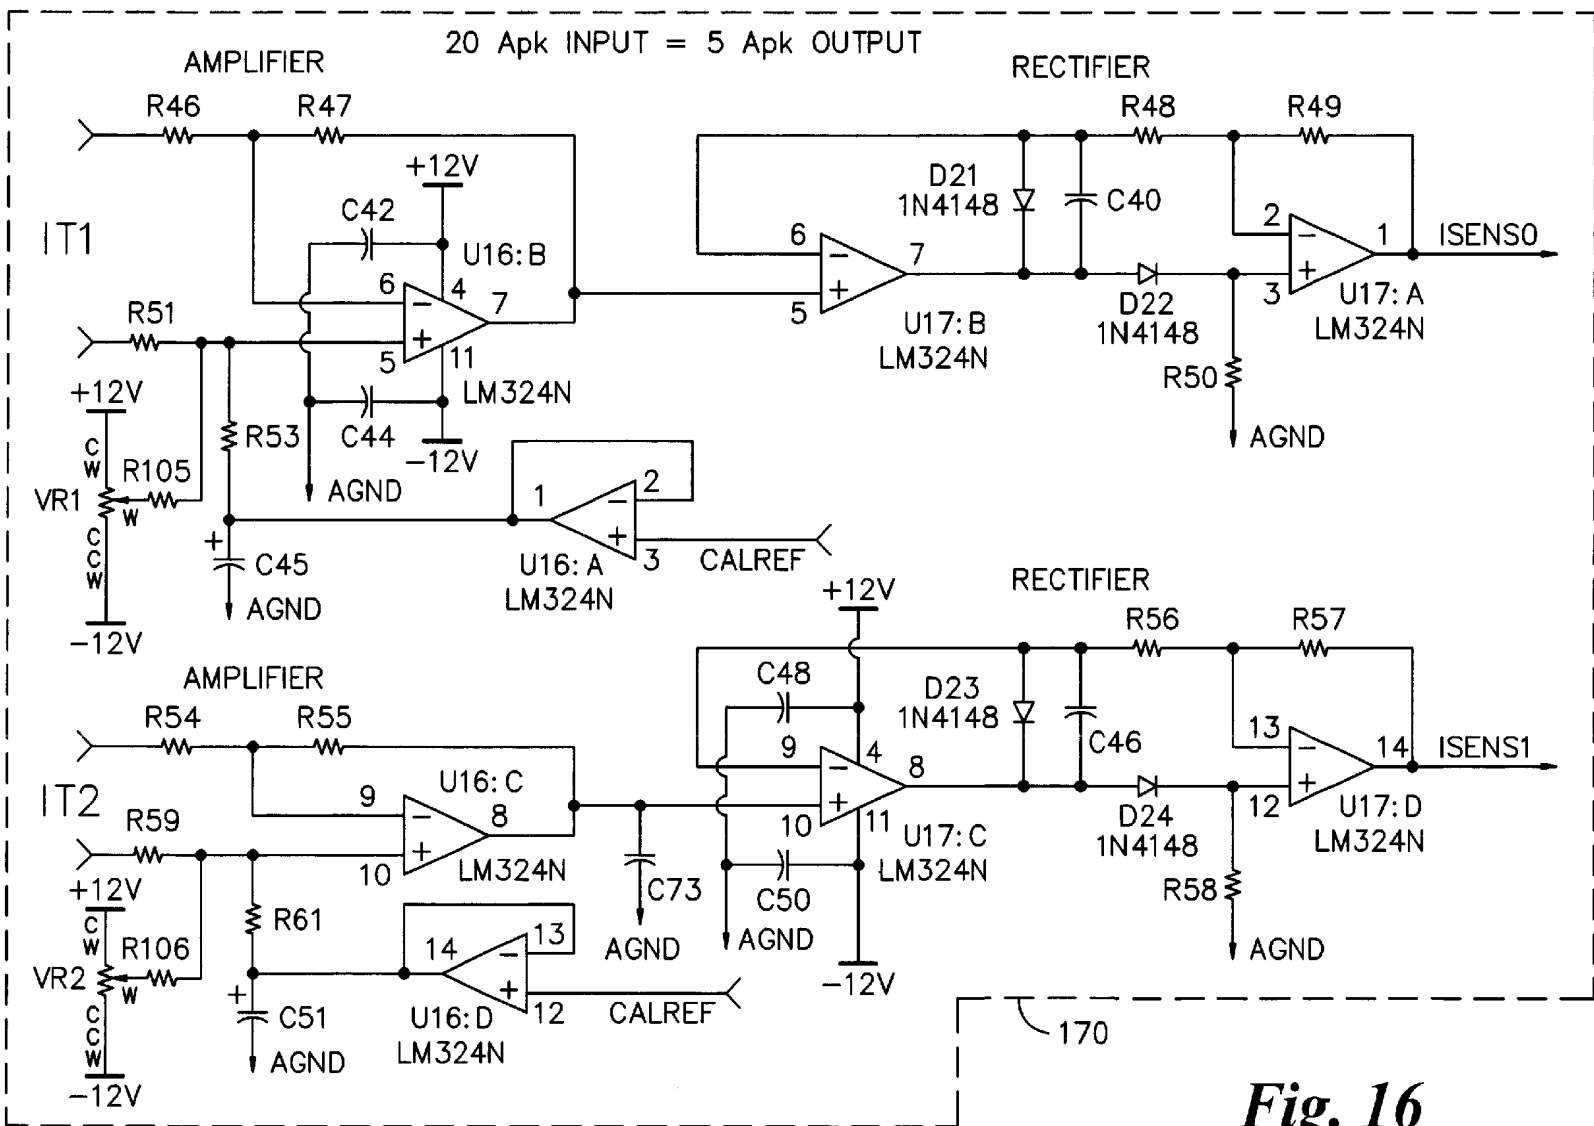 20 Apk INPUT = 5 Apk OUTPUT
AMPLIFIER
RECTIFIER
R46
R47
R48
R49
+12V
C42
D21
1N4148
C40
IT1
U16:B
6
4
7
5
11
LM324N
6
7
5
U17:B
LM324N
D22
1N4148
2
1
3
ISENS0
U17:A
LM324N
R50
AGND
R51
+12V
CW
R53
C44
-12V
R105
VR1
W
CCW
-12V
AGND
1
2
3
U16:A
LM324N
CALREF
+
C45
AGND
RECTIFIER
+12V
R56
R57
AMPLIFIER
R54
R55
C48
D23
1N4148
C46
IT2
U16:C
9
8
10
LM324N
9
4
8
10
11
U17:C
LM324N
D24
1N4148
13
14
12
ISENS1
U17:D
LM324N
R58
AGND
R59
+12V
CW
R61
R106
VR2
W
CCW
-12V
C73
AGND
C50
AGND
-12V
14
13
12
U16:D
LM324N
CALREF
+
C51
AGND
170
Fig. 16